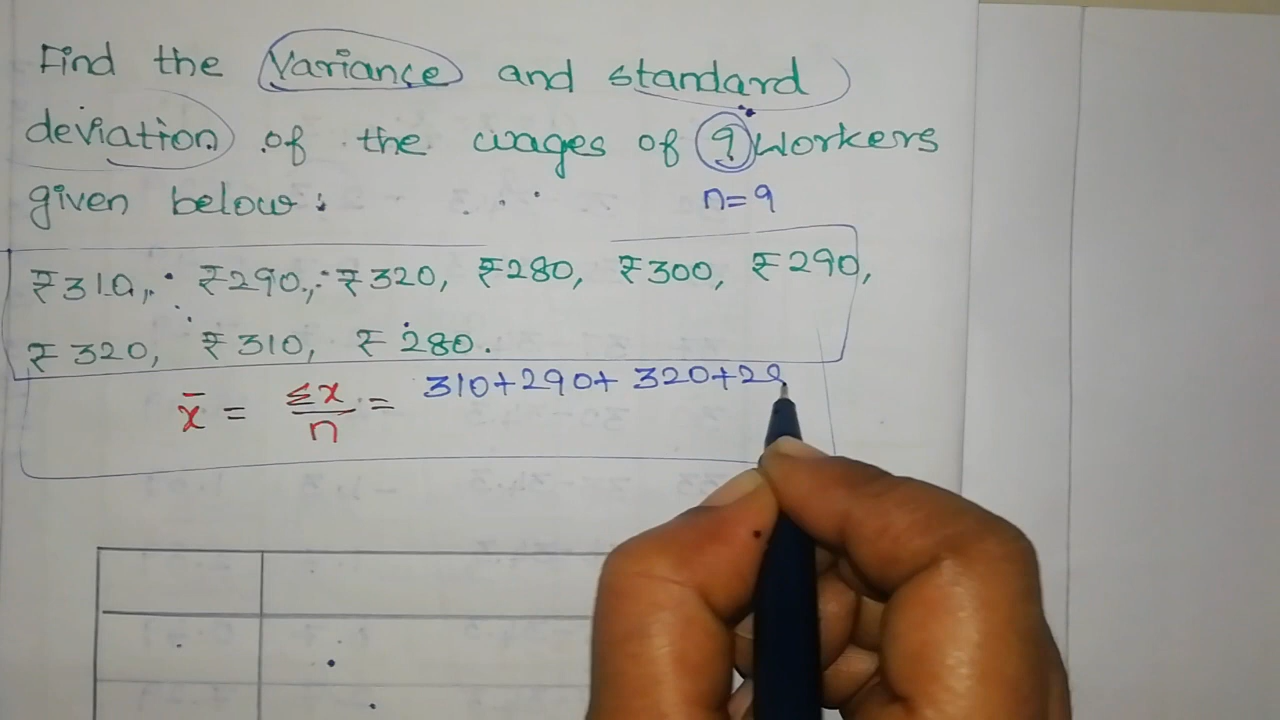 Find the Variance and standard
deviation of the wages of 9 workers
given below:
n=9
₹310, ₹290, ₹320, ₹280, ₹300, ₹290,
₹320, ₹310, ₹280.
x̄ = Σx/n = 310+290+320+28